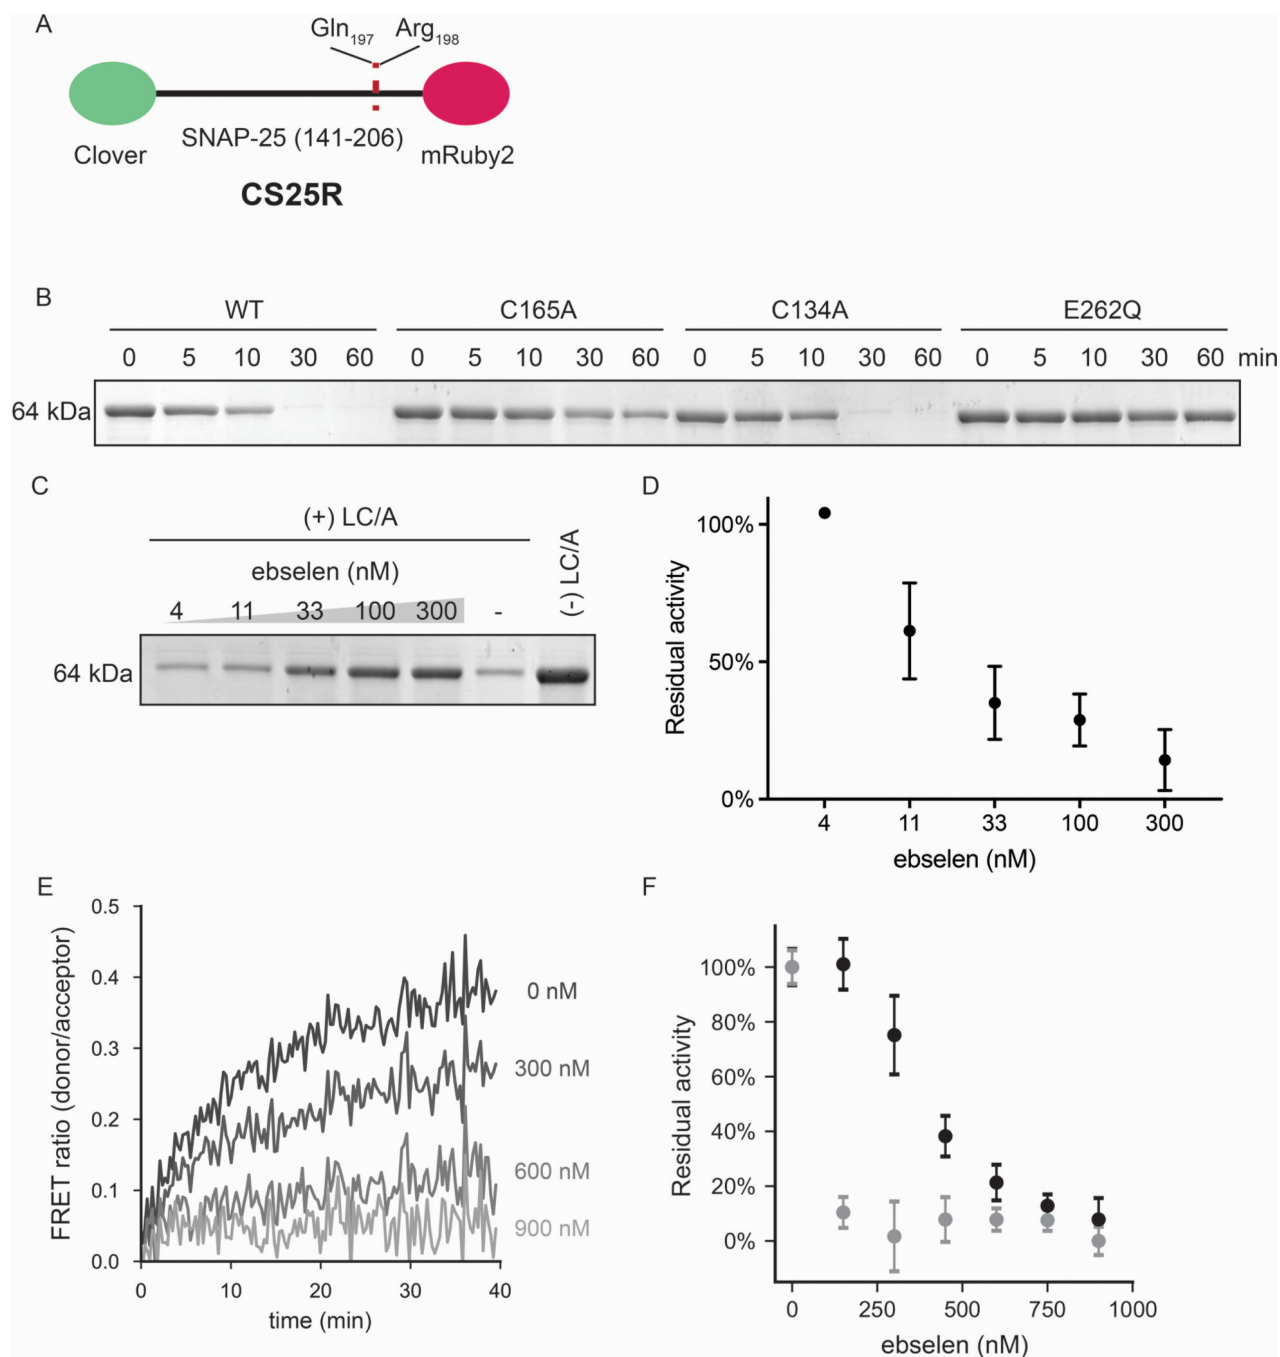 A
Gln197 Arg198
SNAP-25 (141-206)
Clover mRuby2
CS25R
B
WT C165A C134A E262Q
0 5 10 30 60 0 5 10 30 60 0 5 10 30 60 0 5 10 30 60 min
64 kDa
C
(+) LC/A
(-) LC/A
ebselen (nM)
4 11 33 100 300 -
64 kDa
D
Residual activity
100%
50%
0%
4 11 33 100 300
ebselen (nM)
E
FRET ratio (donor/acceptor)
0.5
0.4
0.3
0.2
0.1
0.0
0 nM
300 nM
600 nM
900 nM
0 10 20 30 40
time (min)
F
Residual activity
100%
80%
60%
40%
20%
0%
0 250 500 750 1000
ebselen (nM)